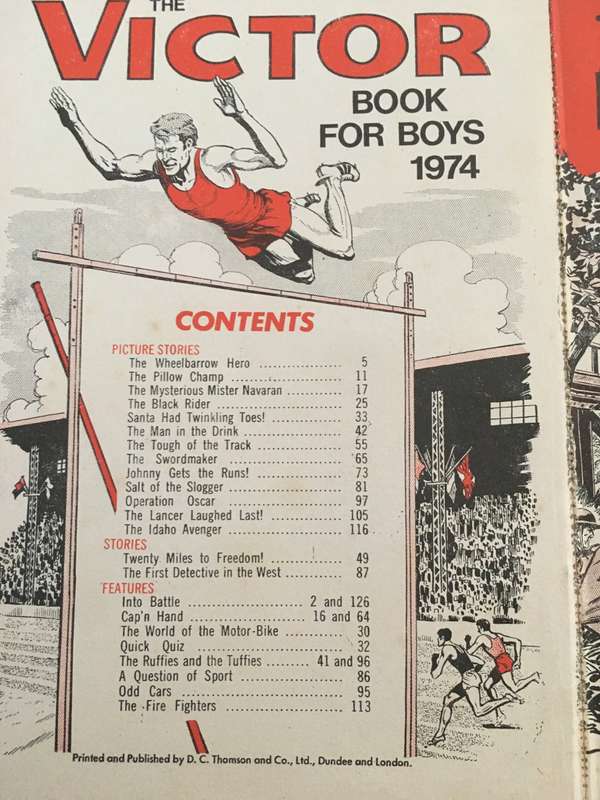 THE
VICTOR
BOOK
FOR BOYS
1974
CONTENTS
PICTURE STORIES
The Wheelbarrow Hero .................. 5
The Pillow Champ ........................ 11
The Mysterious Mister Navaran ...... 17
The Black Rider ........................... 25
Santa Had Twinkling Toes! ............ 33
The Man in the Drink .................. 42
The Tough of the Track ............... 55
The Swordmaker ........................ 65
Johnny Gets the Runs! .................. 73
Salt of the Slogger ..................... 81
Operation Oscar ........................ 97
The Lancer Laughed Last! ............ 105
The Idaho Avenger ..................... 116
STORIES
Twenty Miles to Freedom! ............ 49
The First Detective in the West ...... 87
FEATURES
Into Battle ........................ 2 and 126
Cap'n Hand ........................ 16 and 64
The World of the Motor-Bike ......... 30
Quick Quiz ........................... 32
The Ruffies and the Tuffies ......... 41 and 96
A Question of Sport ..................... 86
Odd Cars ................................. 95
The Fire Fighters ..................... 113
Printed and Published by D. C. Thomson and Co., Ltd., Dundee and London.